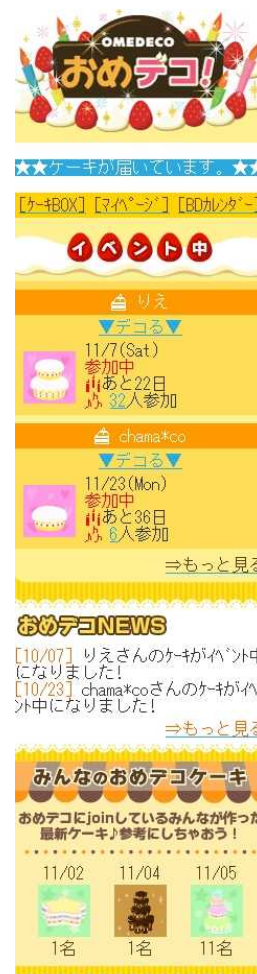 OMEDECO
おめデコ!
★★ケーキが届いています。★★
[ｹｰｷBOX] [ﾏｲﾍﾟｰｼﾞ] [BDｶﾚﾝﾀﾞｰ]
イベント中
りえ
▼デコる▼
11/7(Sat)
参加中
あと22日
32人参加
chama*co
▼デコる▼
11/23(Mon)
参加中
あと36日
6人参加
⇒もっと見る
おめデコNEWS
[10/07] りえさんのｹｰｷがｲﾍﾞﾝﾄ中
になりました!
[10/23] chama*coさんのｹｰｷがｲﾍﾞ
ﾝﾄ中になりました!
⇒もっと見る
みんなのおめデコケーキ
おめデコにjoinしているみんなが作った
最新ケーキ♪参考にしちゃおう!
11/02 11/04 11/05
1名 1名 11名